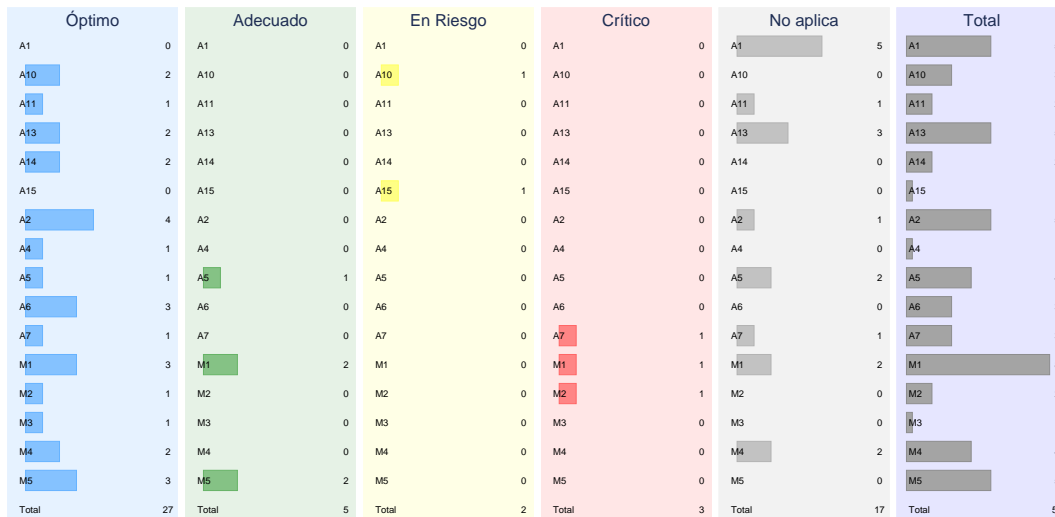 Óptimo Adecuado En Riesgo Crítico No aplica Total
A1 0 A1 0 A1 0 A1 0 A1 5 A1
A10 2 A10 0 A10 1 A10 0 A10 0 A10
A11 1 A11 0 A11 0 A11 0 A11 1 A11
A13 2 A13 0 A13 0 A13 0 A13 3 A13
A14 2 A14 0 A14 0 A14 0 A14 0 A14
A15 0 A15 0 A15 1 A15 0 A15 0 A15
A2 4 A2 0 A2 0 A2 0 A2 1 A2
A4 1 A4 0 A4 0 A4 0 A4 0 A4
A5 1 A5 1 A5 0 A5 0 A5 2 A5
A6 3 A6 0 A6 0 A6 0 A6 0 A6
A7 1 A7 0 A7 0 A7 1 A7 1 A7
M1 3 M1 2 M1 0 M1 1 M1 2 M1
M2 1 M2 0 M2 0 M2 1 M2 0 M2
M3 1 M3 0 M3 0 M3 0 M3 0 M3
M4 2 M4 0 M4 0 M4 0 M4 2 M4
M5 3 M5 2 M5 0 M5 0 M5 0 M5
Total 27 Total 5 Total 2 Total 3 Total 17 Total